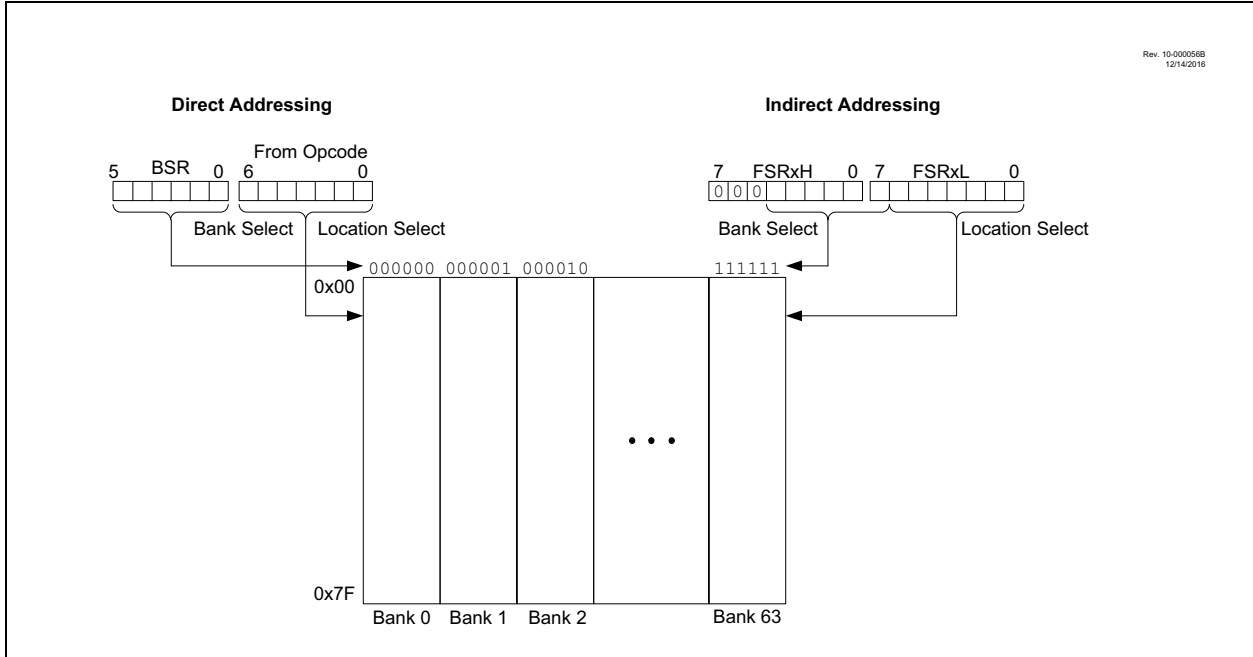 Rev. 10-000056B
12/14/2016
Direct Addressing
Indirect Addressing
From Opcode
5 BSR 0 6 0
7 FSRxH 0 7 FSRxL 0
0 0 0
Bank Select Location Select
Bank Select Location Select
000000 000001 000010 111111
0x00
0x7F
Bank 0 Bank 1 Bank 2 Bank 63